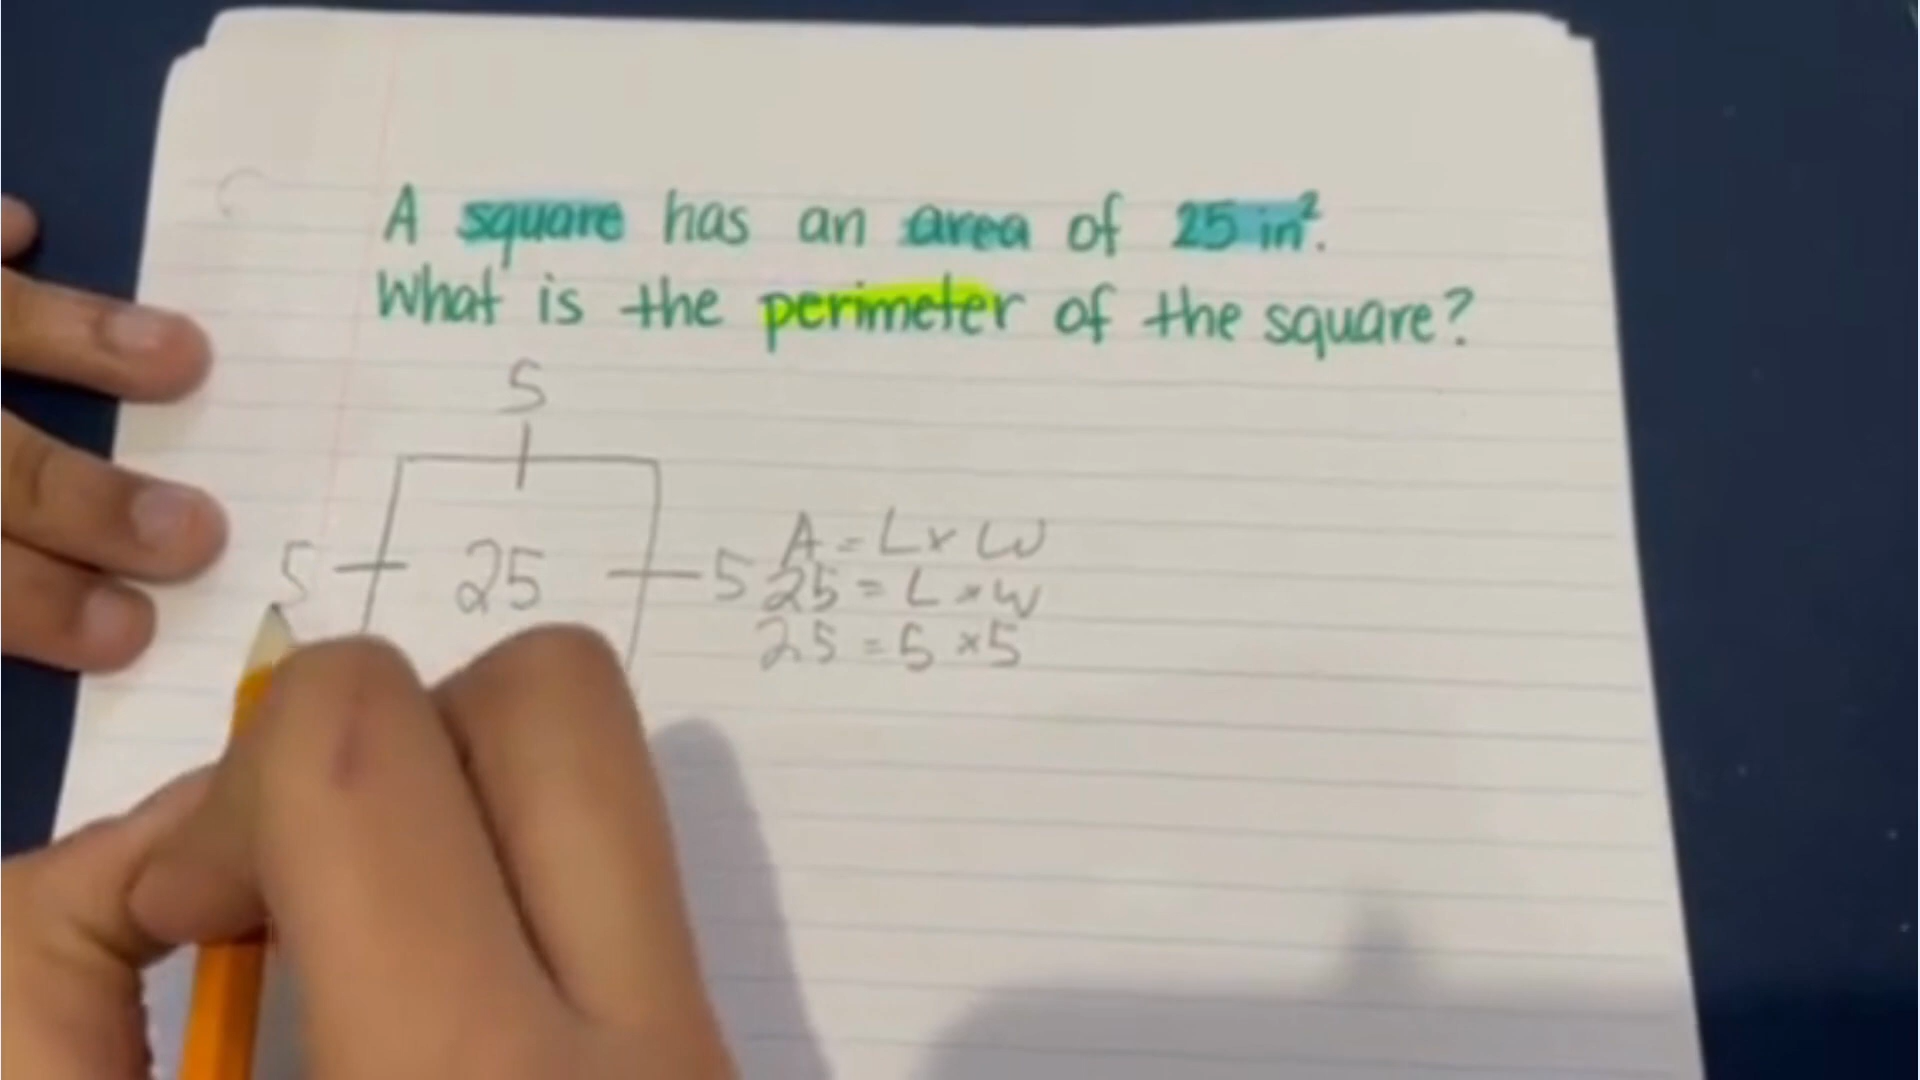 A square has an area of 25 in².
What is the perimeter of the square?
5
5 25 5
A = L x W
25 = L x W
25 = 5 x 5